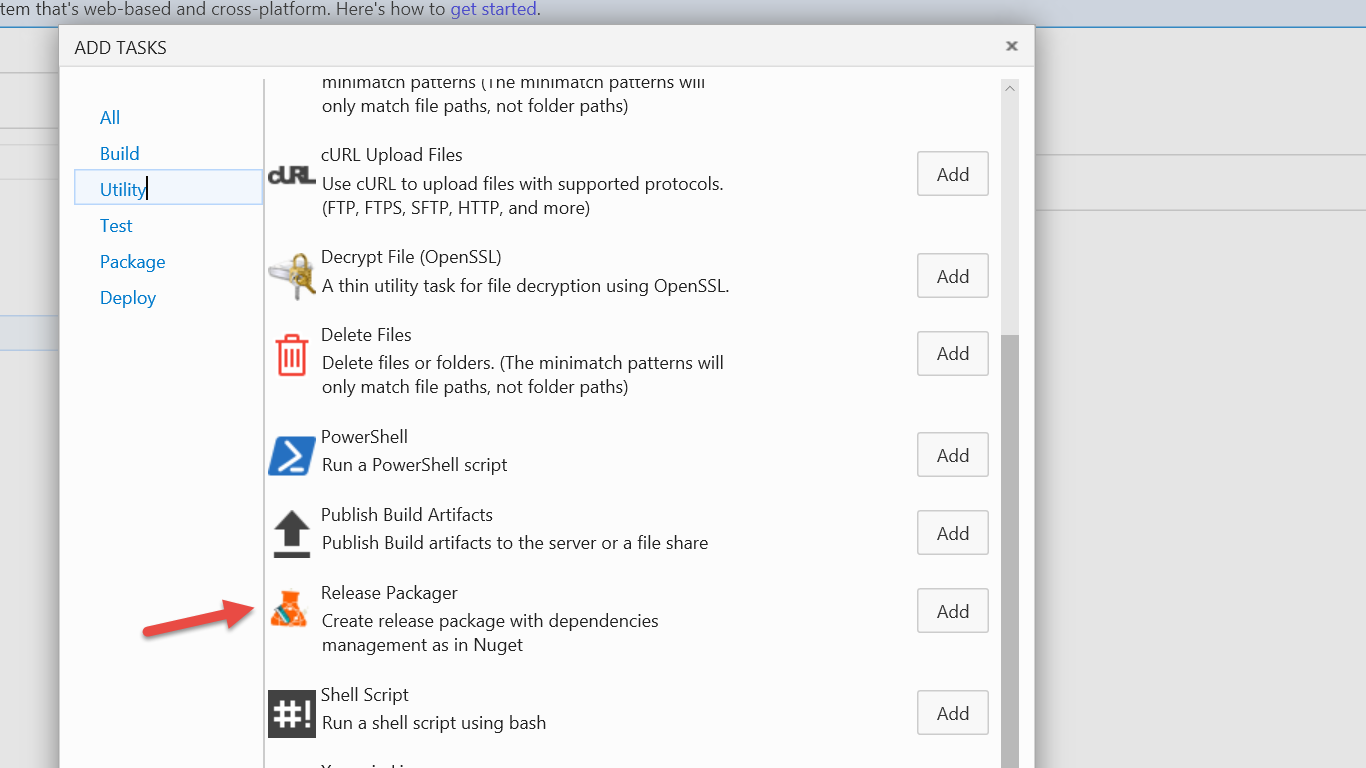 tem that's web-based and cross-platform. Here's how to get started.
ADD TASKS
All
Build
Utility
Test
Package
Deploy
minimatch patterns (The minimatch patterns will
only match file paths, not folder paths)
cURL
cURL Upload Files
Use cURL to upload files with supported protocols.
(FTP, FTPS, SFTP, HTTP, and more)
Add
Decrypt File (OpenSSL)
A thin utility task for file decryption using OpenSSL.
Add
Delete Files
Delete files or folders. (The minimatch patterns will
only match file paths, not folder paths)
Add
PowerShell
Run a PowerShell script
Add
Publish Build Artifacts
Publish Build artifacts to the server or a file share
Add
Release Packager
Create release package with dependencies
management as in Nuget
Add
#!
Shell Script
Run a shell script using bash
Add